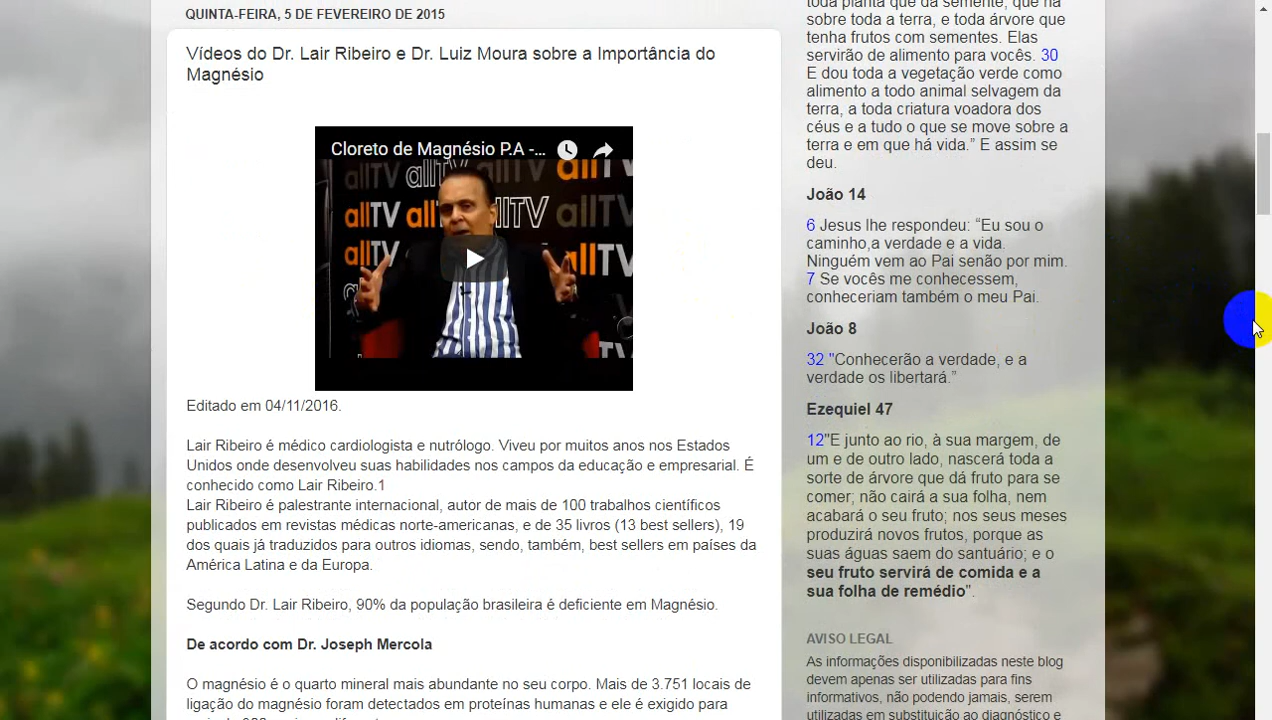 QUINTA-FEIRA, 5 DE FEVEREIRO DE 2015
Vídeos do Dr. Lair Ribeiro e Dr. Luiz Moura sobre a Importância do
Magnésio
Cloreto de Magnésio P.A -...
allTV
Editado em 04/11/2016.
Lair Ribeiro é médico cardiologista e nutrólogo. Viveu por muitos anos nos Estados
Unidos onde desenvolveu suas habilidades nos campos da educação e empresarial. É
conhecido como Lair Ribeiro.1
Lair Ribeiro é palestrante internacional, autor de mais de 100 trabalhos científicos
publicados em revistas médicas norte-americanas, e de 35 livros (13 best sellers), 19
dos quais já traduzidos para outros idiomas, sendo, também, best sellers em países da
América Latina e da Europa.
Segundo Dr. Lair Ribeiro, 90% da população brasileira é deficiente em Magnésio.
De acordo com Dr. Joseph Mercola
O magnésio é o quarto mineral mais abundante no seu corpo. Mais de 3.751 locais de
ligação do magnésio foram detectados em proteínas humanas e ele é exigido para
toda planta que dá semente, que há
sobre toda a terra, e toda árvore que
tenha frutos com sementes. Elas
servirão de alimento para vocês. 30
E dou toda a vegetação verde como
alimento a todo animal selvagem da
terra, a toda criatura voadora dos
céus e a tudo o que se move sobre a
terra e em que há vida.” E assim se
deu.
João 14
6 Jesus lhe respondeu: “Eu sou o
caminho,a verdade e a vida.
Ninguém vem ao Pai senão por mim.
7 Se vocês me conhecessem,
conheceriam também o meu Pai.
João 8
32 "Conhecerão a verdade, e a
verdade os libertará.”
Ezequiel 47
12"E junto ao rio, à sua margem, de
um e de outro lado, nascerá toda a
sorte de árvore que dá fruto para se
comer; não cairá a sua folha, nem
acabará o seu fruto; nos seus meses
produzirá novos frutos, porque as
suas águas saem do santuário; e o
seu fruto servirá de comida e a
sua folha de remédio".
AVISO LEGAL
As informações disponibilizadas neste blog
devem apenas ser utilizadas para fins
informativos, não podendo jamais, serem
utilizadas em substituição ao diagnóstico e